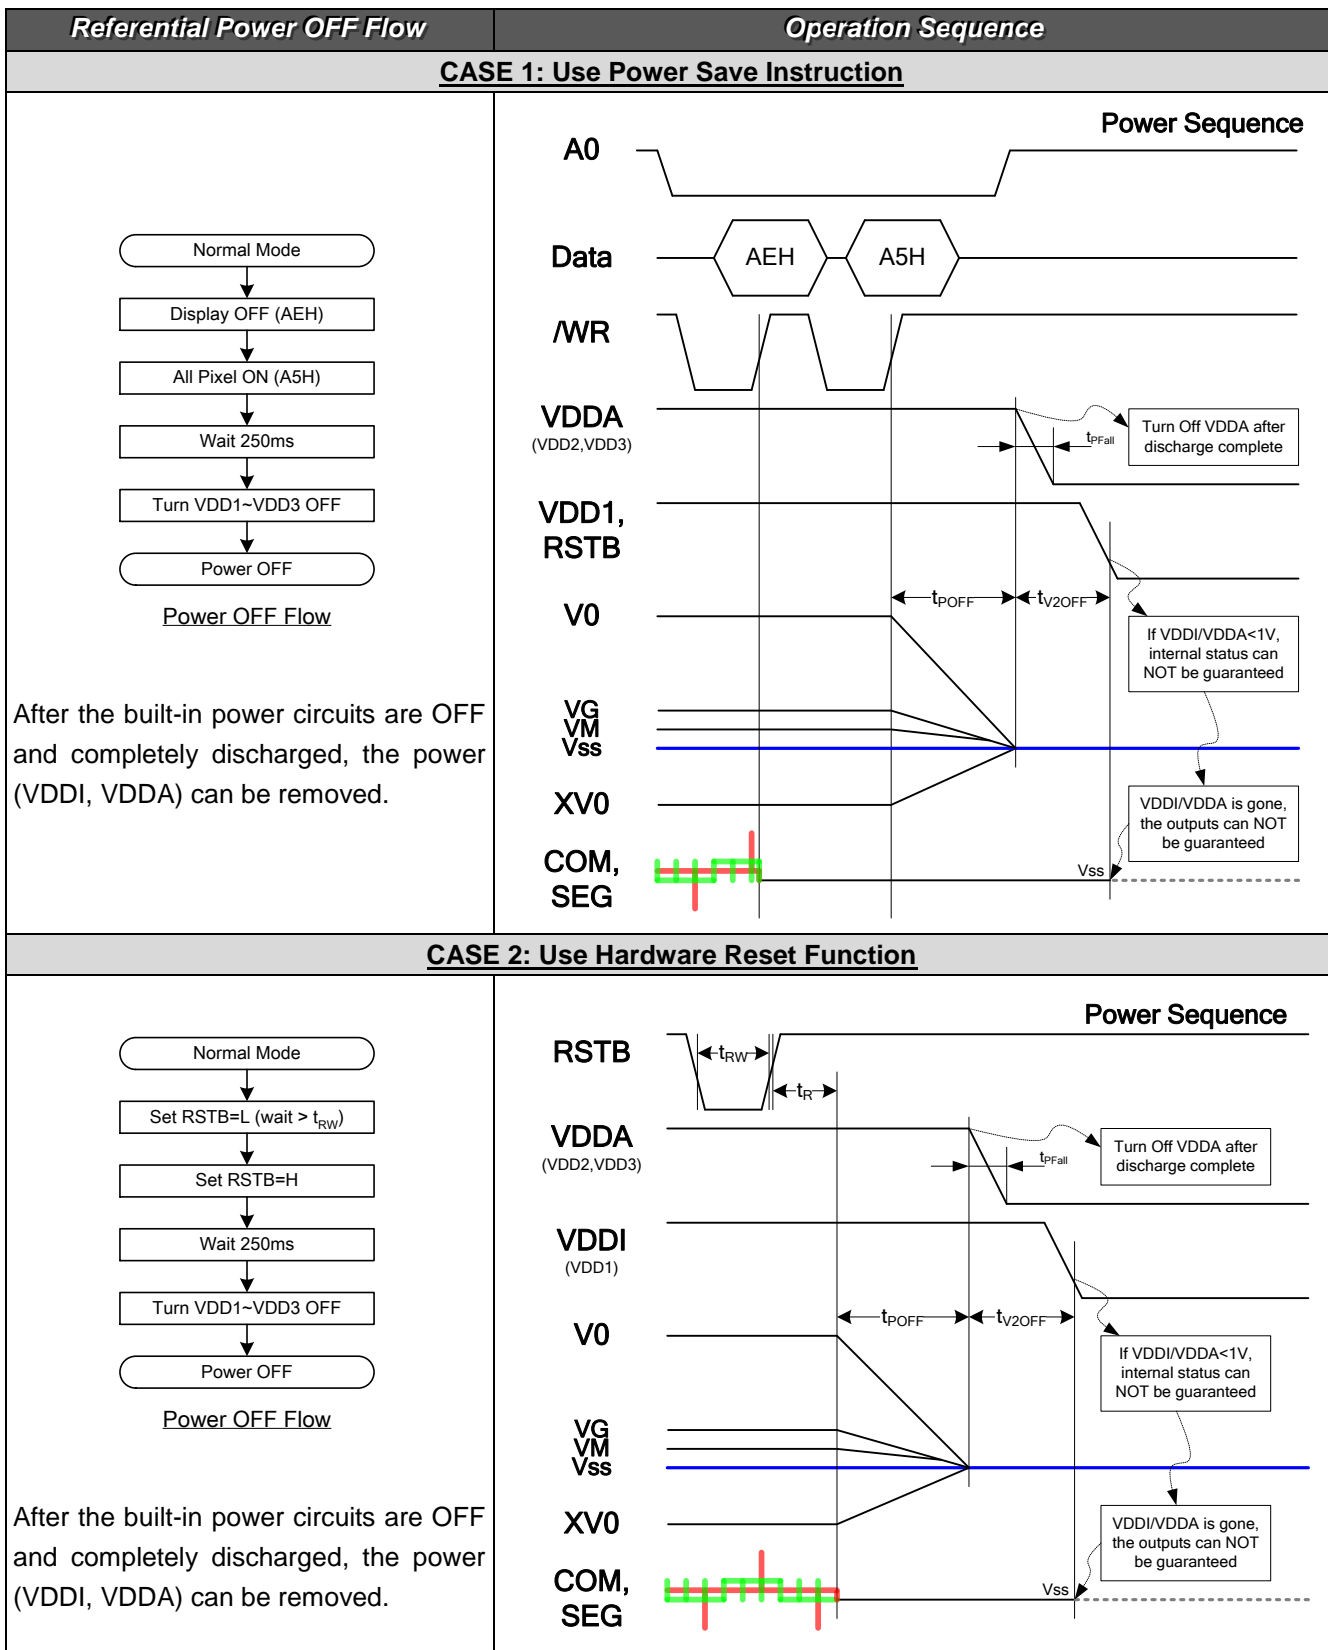 Referential Power OFF Flow
Operation Sequence
CASE 1: Use Power Save Instruction
Normal Mode
Display OFF (AEH)
All Pixel ON (A5H)
Wait 250ms
Turn VDD1~VDD3 OFF
Power OFF
Power OFF Flow
After the built-in power circuits are OFF
and completely discharged, the power
(VDDI, VDDA) can be removed.
Power Sequence
A0
Data
AEH
A5H
/WR
VDDA
(VDD2,VDD3)
tPFall
Turn Off VDDA after
discharge complete
VDD1,
RSTB
tPOFF
tV2OFF
V0
If VDDI/VDDA<1V,
internal status can
NOT be guaranteed
VG
VM
Vss
XV0
VDDI/VDDA is gone,
the outputs can NOT
be guaranteed
COM,
SEG
Vss
CASE 2: Use Hardware Reset Function
Normal Mode
Set RSTB=L (wait > tRW)
Set RSTB=H
Wait 250ms
Turn VDD1~VDD3 OFF
Power OFF
Power OFF Flow
After the built-in power circuits are OFF
and completely discharged, the power
(VDDI, VDDA) can be removed.
Power Sequence
RSTB
tRW
tR
VDDA
(VDD2,VDD3)
tPFall
Turn Off VDDA after
discharge complete
VDDI
(VDD1)
tPOFF
tV2OFF
V0
If VDDI/VDDA<1V,
internal status can
NOT be guaranteed
VG
VM
Vss
XV0
VDDI/VDDA is gone,
the outputs can NOT
be guaranteed
COM,
SEG
Vss